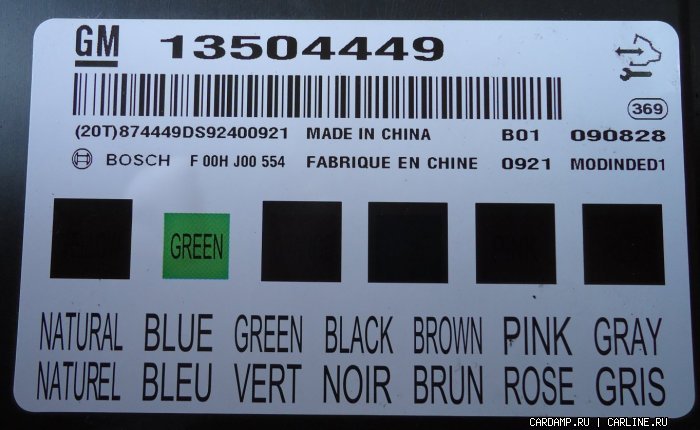 GM 13504449
369
(20T)874449DS92400921 MADE IN CHINA B01 090828
BOSCH F 00H J00 554 FABRIQUE EN CHINE 0921 MODINDED1
GREEN
NATURAL BLUE GREEN BLACK BROWN PINK GRAY
NATUREL BLEU VERT NOIR BRUN ROSE GRIS
CARDAMP.RU | CARLINE.RU